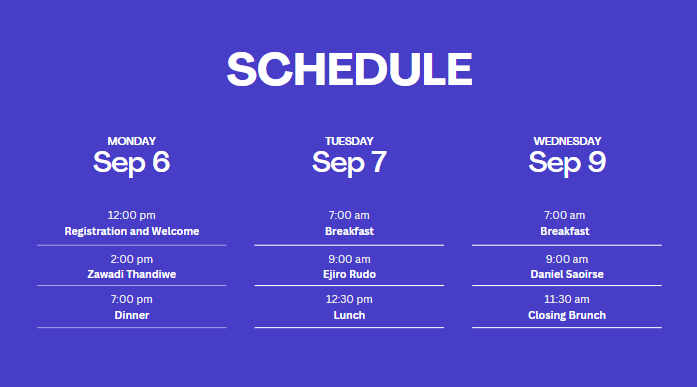 SCHEDULE
MONDAY
Sep 6
12:00 pm
Registration and Welcome
2:00 pm
Zawadi Thandiwe
7:00 pm
Dinner
TUESDAY
Sep 7
7:00 am
Breakfast
9:00 am
Ejiro Rudo
12:30 pm
Lunch
WEDNESDAY
Sep 9
7:00 am
Breakfast
9:00 am
Daniel Saoirse
11:30 am
Closing Brunch